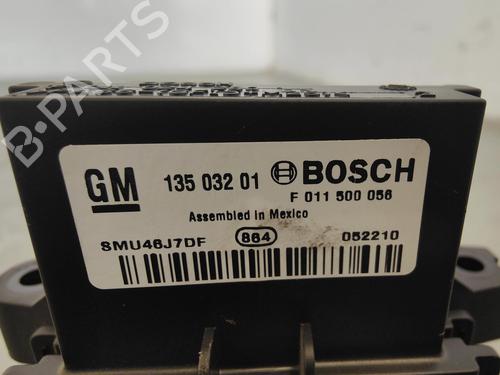 B-PARTS
GM 135 032 01 BOSCH
F 011 500 056
Assembled in Mexico
SMU46J7DF 864 052210